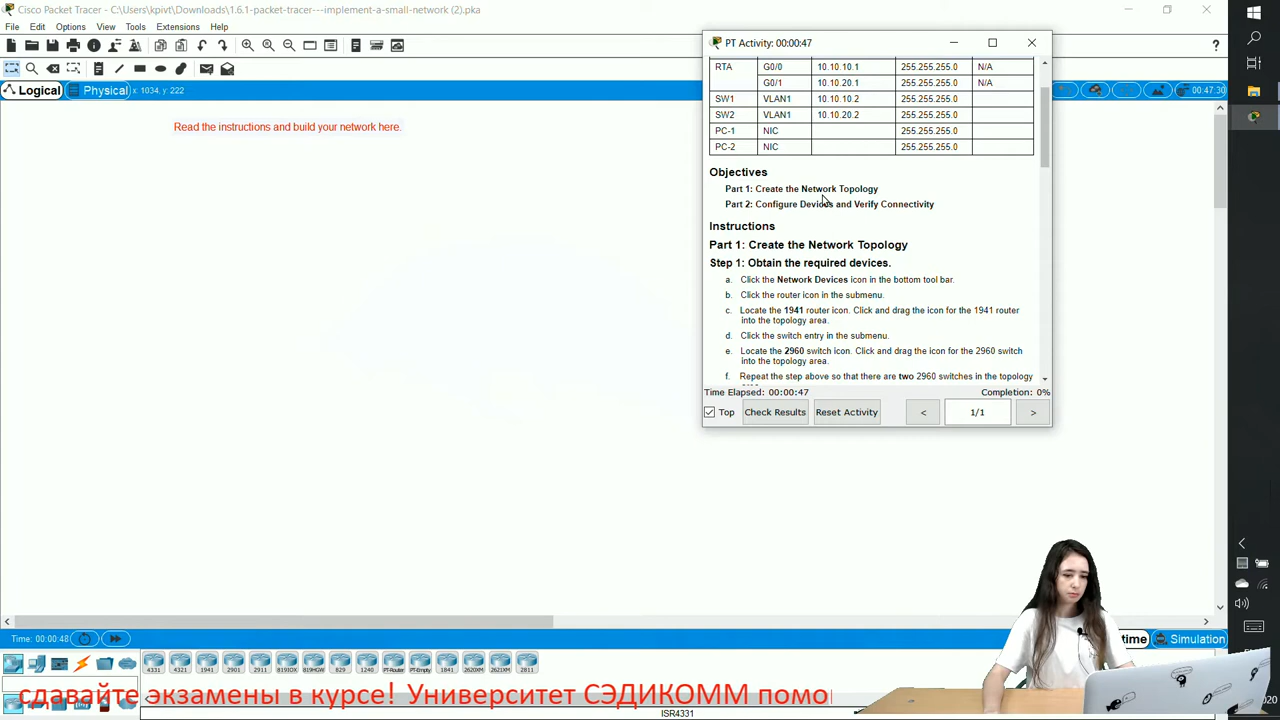 Cisco Packet Tracer - C:\Users\kpivt\Downloads\1.6.1-packet-tracer---implement-a-small-network (2).pka
File Edit Options View Tools Extensions Help
Logical Physical x: 1034, y: 222
00:47:30
Read the instructions and build your network here.
PT Activity: 00:00:47
RTA G0/0 10.10.10.1 255.255.255.0 N/A
G0/1 10.10.20.1 255.255.255.0 N/A
SW1 VLAN1 10.10.10.2 255.255.255.0
SW2 VLAN1 10.10.20.2 255.255.255.0
PC-1 NIC 255.255.255.0
PC-2 NIC 255.255.255.0
Objectives
Part 1: Create the Network Topology
Part 2: Configure Devices and Verify Connectivity
Instructions
Part 1: Create the Network Topology
Step 1: Obtain the required devices.
a. Click the Network Devices icon in the bottom tool bar.
b. Click the router icon in the submenu.
c. Locate the 1941 router icon. Click and drag the icon for the 1941 router
into the topology area.
d. Click the switch entry in the submenu.
e. Locate the 2960 switch icon. Click and drag the icon for the 2960 switch
into the topology area.
f. Repeat the step above so that there are two 2960 switches in the topology
Time Elapsed: 00:00:47 Completion: 0%
Top Check Results Reset Activity < 1/1 >
Time: 00:00:48
time Simulation
4331 4321 1941 2901 2911 819IOX 819HGW 829 1240 PT-Router PT-Empty 1841 2620XM 2621XM 2811
сдавайте экзамены в курсе! Университет СЭДИКОММ помо
ISR4331